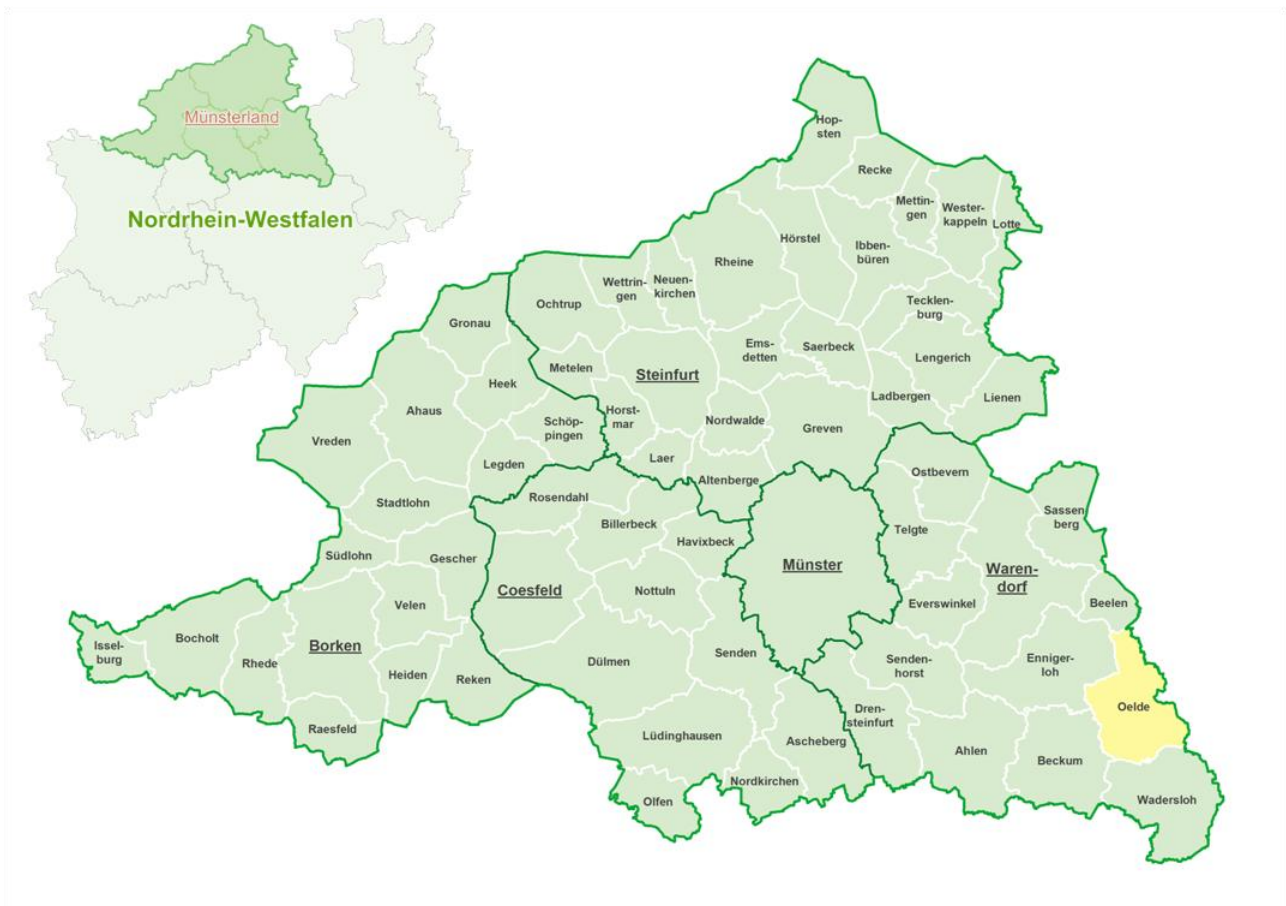 Münsterland
Nordrhein-Westfalen
Hop-
sten
Recke
Metting-
en
Wester-
kappeln
Lotte
Hörstel
Ibben-
büren
Rheine
Wettrin-
gen
Neuen-
kirchen
Ochtrup
Tecklen-
burg
Gronau
Ems-
detten
Saerbeck
Lengerich
Metelen
Steinfurt
Heek
Ladbergen
Lienen
Ahaus
Horst-
mar
Nordwalde
Greven
Schöp-
pingen
Vreden
Laer
Legden
Altenberge
Ostbevern
Stadtlohn
Rosendahl
Billerbeck
Sassen
berg
Telgte
Havixbeck
Südlohn
Gescher
Münster
Waren-
dorf
Coesfeld
Nottuln
Velen
Everswinkel
Beelen
Bocholt
Issel-
burg
Borken
Rhede
Senden
Dülmen
Senden-
horst
Enniger-
loh
Heiden
Reken
Oelde
Dren-
steinfurt
Raesfeld
Lüdinghausen
Ascheberg
Ahlen
Beckum
Nordkirchen
Olfen
Wadersloh